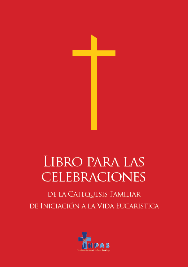 LIBRO PARA LAS
CELEBRACIONES
DE LA CATEQUESIS FAMILIAR
DE INICIACIÓN A LA VIDA EUCARÍSTICA